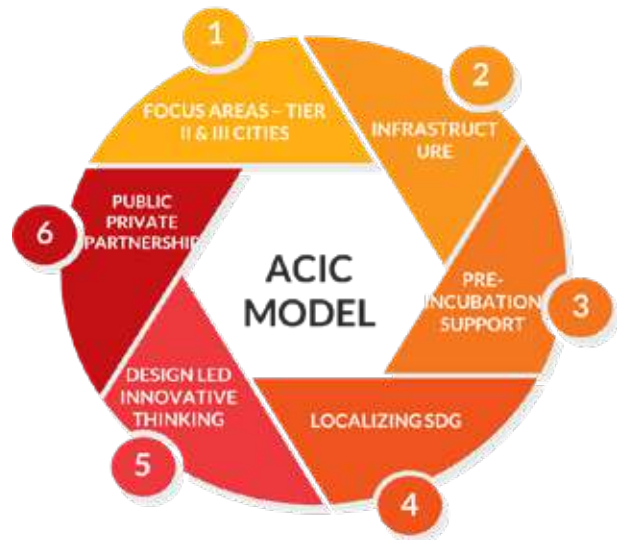 1
FOCUS AREAS – TIER
II & III CITIES
2
INFRASTRUCT
URE
3
PRE-
INCUBATION
SUPPORT
4
LOCALIZING SDG
5
DESIGN LED
INNOVATIVE
THINKING
6
PUBLIC
PRIVATE
PARTNERSHIP
ACIC
MODEL